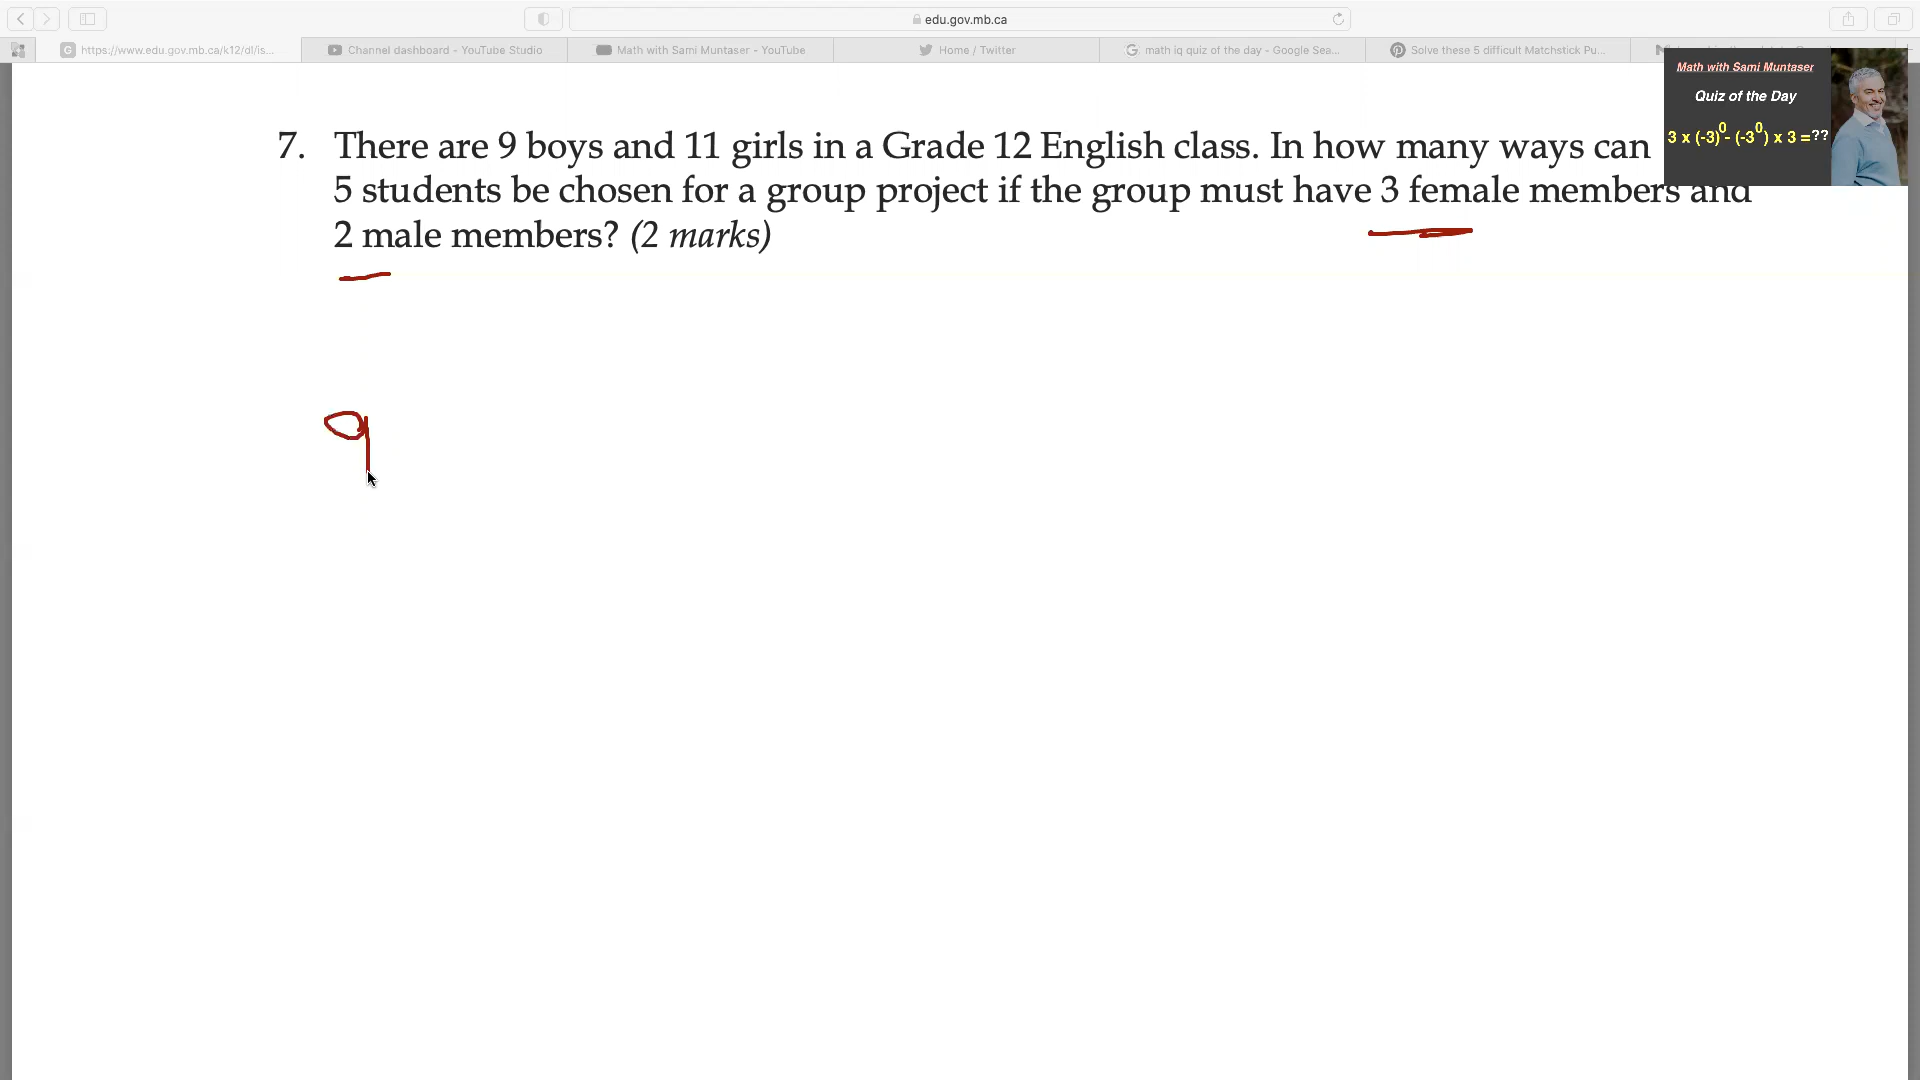 edu.gov.mb.ca
https://www.edu.gov.mb.ca/k12/dl/is...
Channel dashboard - YouTube Studio
Math with Sami Muntaser - YouTube
Home / Twitter
math iq quiz of the day - Google Sea...
Solve these 5 difficult Matchstick Pu...
Math with Sami Muntaser
Quiz of the Day
3 x (-3)⁰- (-3⁰) x 3 =??
7. There are 9 boys and 11 girls in a Grade 12 English class. In how many ways can
5 students be chosen for a group project if the group must have 3 female members and
2 male members? (2 marks)
9